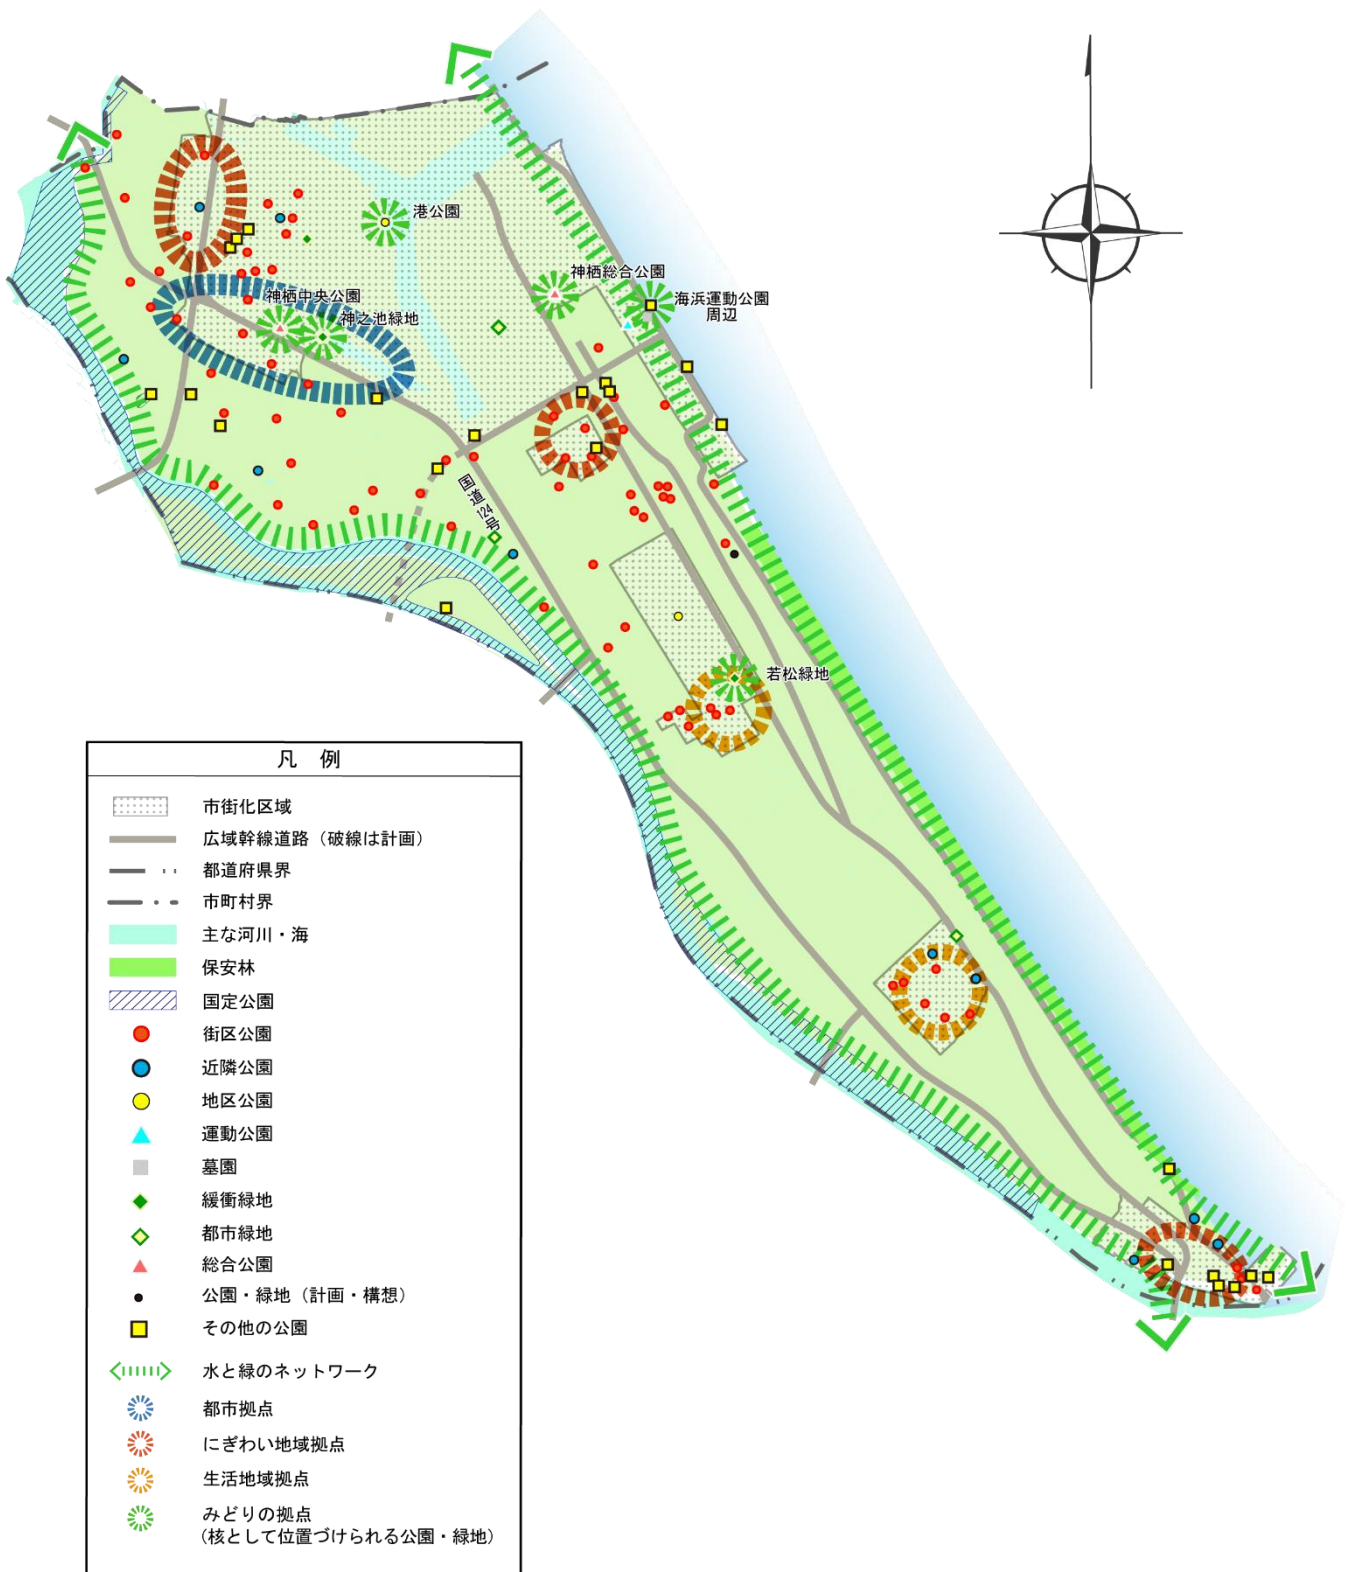 港公園
神栖総合公園
海浜運動公園
周辺
神栖中央公園
神之池緑地
国道124号
若松緑地
凡 例
市街化区域
広域幹線道路（破線は計画）
都道府県界
市町村界
主な河川・海
保安林
国定公園
街区公園
近隣公園
地区公園
運動公園
墓園
緩衝緑地
都市緑地
総合公園
公園・緑地（計画・構想）
その他の公園
水と緑のネットワーク
都市拠点
にぎわい地域拠点
生活地域拠点
みどりの拠点
（核として位置づけられる公園・緑地）